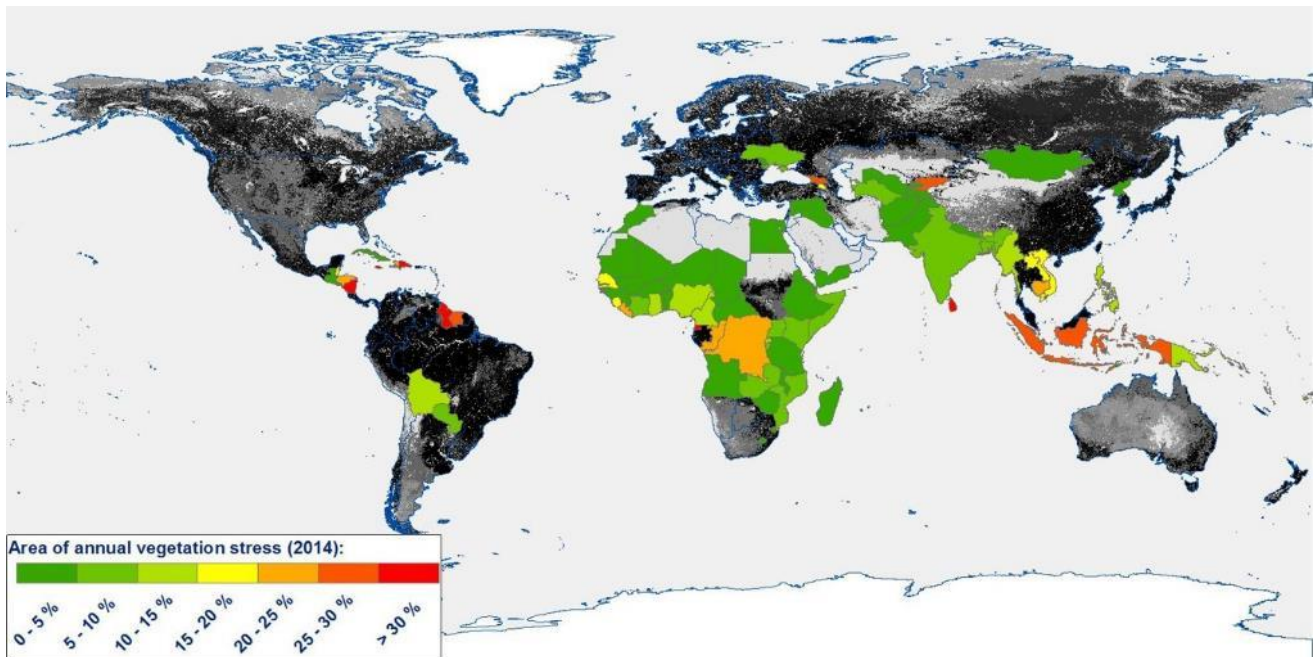 Area of annual vegetation stress (2014):
0 - 5 %
5 - 10 %
10 - 15 %
15 - 20 %
20 - 25 %
25 - 30 %
> 30 %